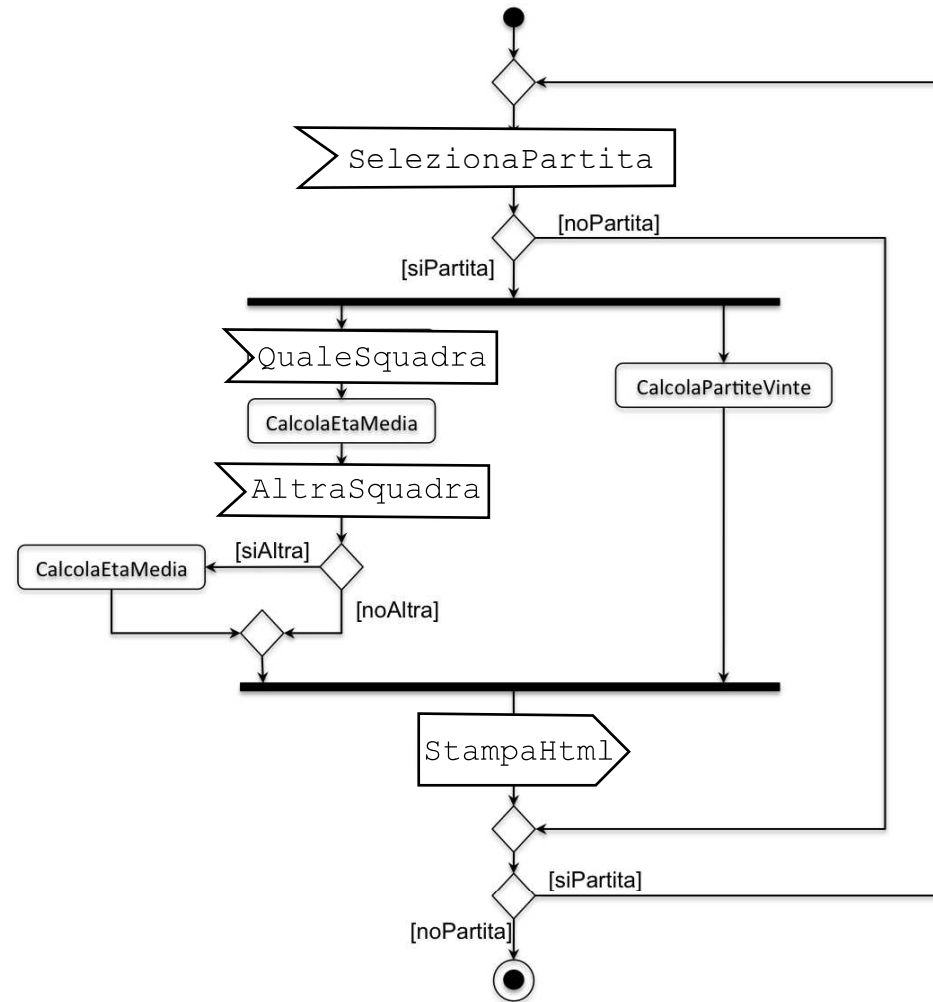 SelezionaPartita
[noPartita]
[siPartita]
QualeSquadra
CalcolaPartiteVinte
CalcolaEtaMedia
AltraSquadra
[siAltra]
CalcolaEtaMedia
[noAltra]
StampaHtml
[siPartita]
[noPartita]